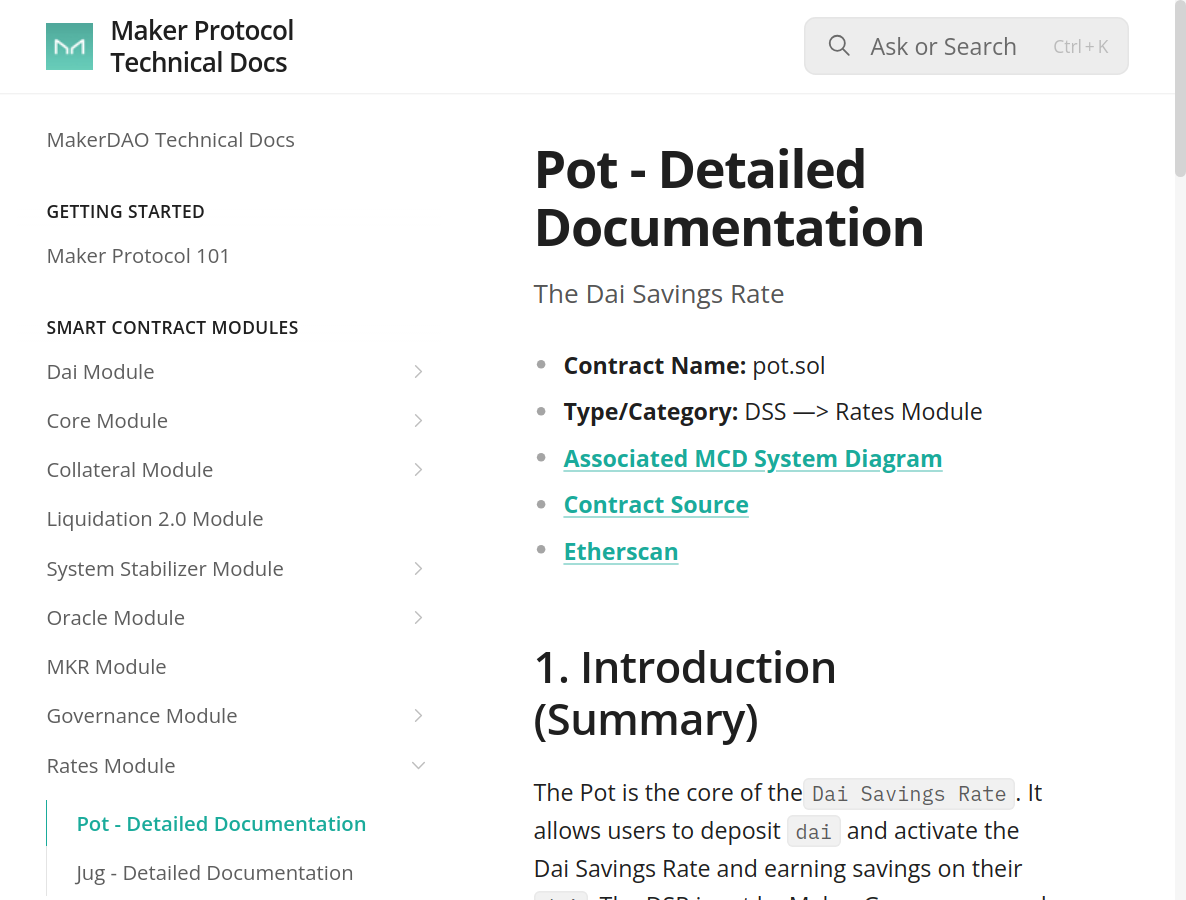 Maker Protocol
Technical Docs
Ask or Search Ctrl + K
MakerDAO Technical Docs
GETTING STARTED
Maker Protocol 101
SMART CONTRACT MODULES
Dai Module
Core Module
Collateral Module
Liquidation 2.0 Module
System Stabilizer Module
Oracle Module
MKR Module
Governance Module
Rates Module
Pot - Detailed Documentation
Jug - Detailed Documentation
Pot - Detailed
Documentation
The Dai Savings Rate
Contract Name: pot.sol
Type/Category: DSS —> Rates Module
Associated MCD System Diagram
Contract Source
Etherscan
1. Introduction
(Summary)
The Pot is the core of the Dai Savings Rate. It
allows users to deposit dai and activate the
Dai Savings Rate and earning savings on their